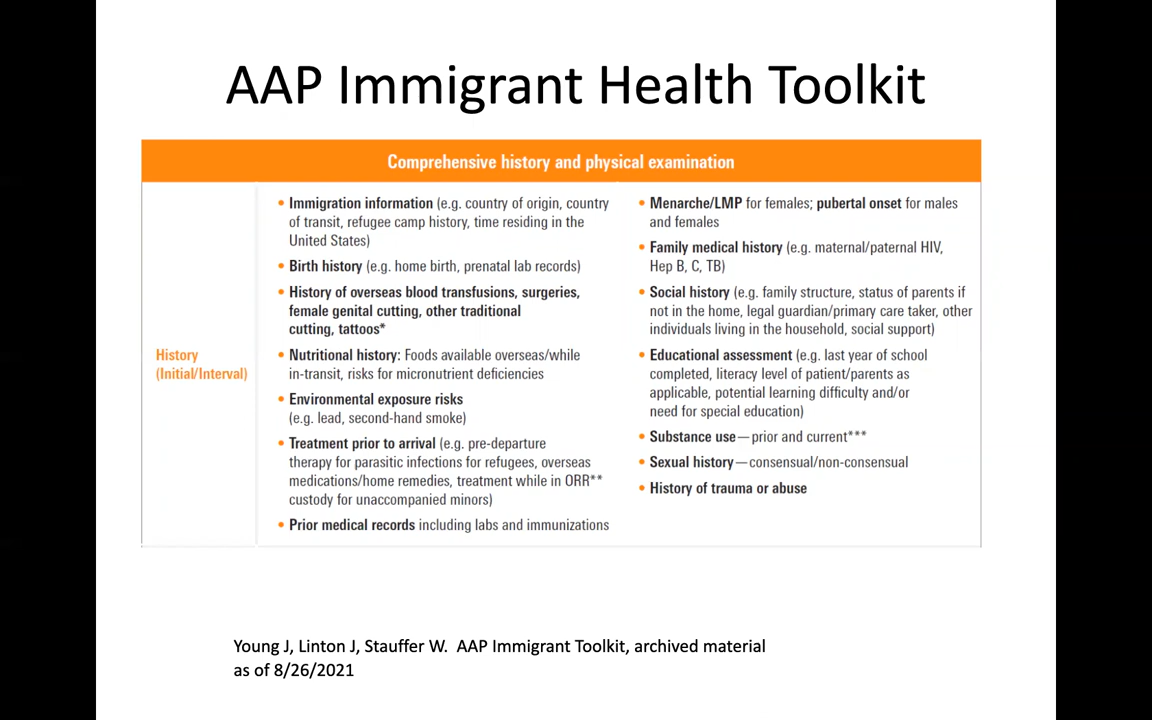 AAP Immigrant Health Toolkit
Comprehensive history and physical examination
History
(Initial/Interval)
• Immigration information (e.g. country of origin, country
of transit, refugee camp history, time residing in the
United States)
• Birth history (e.g. home birth, prenatal lab records)
• History of overseas blood transfusions, surgeries,
female genital cutting, other traditional
cutting, tattoos*
• Nutritional history: Foods available overseas/while
in-transit, risks for micronutrient deficiencies
• Environmental exposure risks
(e.g. lead, second-hand smoke)
• Treatment prior to arrival (e.g. pre-departure
therapy for parasitic infections for refugees, overseas
medications/home remedies, treatment while in ORR**
custody for unaccompanied minors)
• Prior medical records including labs and immunizations
• Menarche/LMP for females; pubertal onset for males
and females
• Family medical history (e.g. maternal/paternal HIV,
Hep B, C, TB)
• Social history (e.g. family structure, status of parents if
not in the home, legal guardian/primary care taker, other
individuals living in the household, social support)
• Educational assessment (e.g. last year of school
completed, literacy level of patient/parents as
applicable, potential learning difficulty and/or
need for special education)
• Substance use—prior and current***
• Sexual history—consensual/non-consensual
• History of trauma or abuse
Young J, Linton J, Stauffer W.  AAP Immigrant Toolkit, archived material
as of 8/26/2021